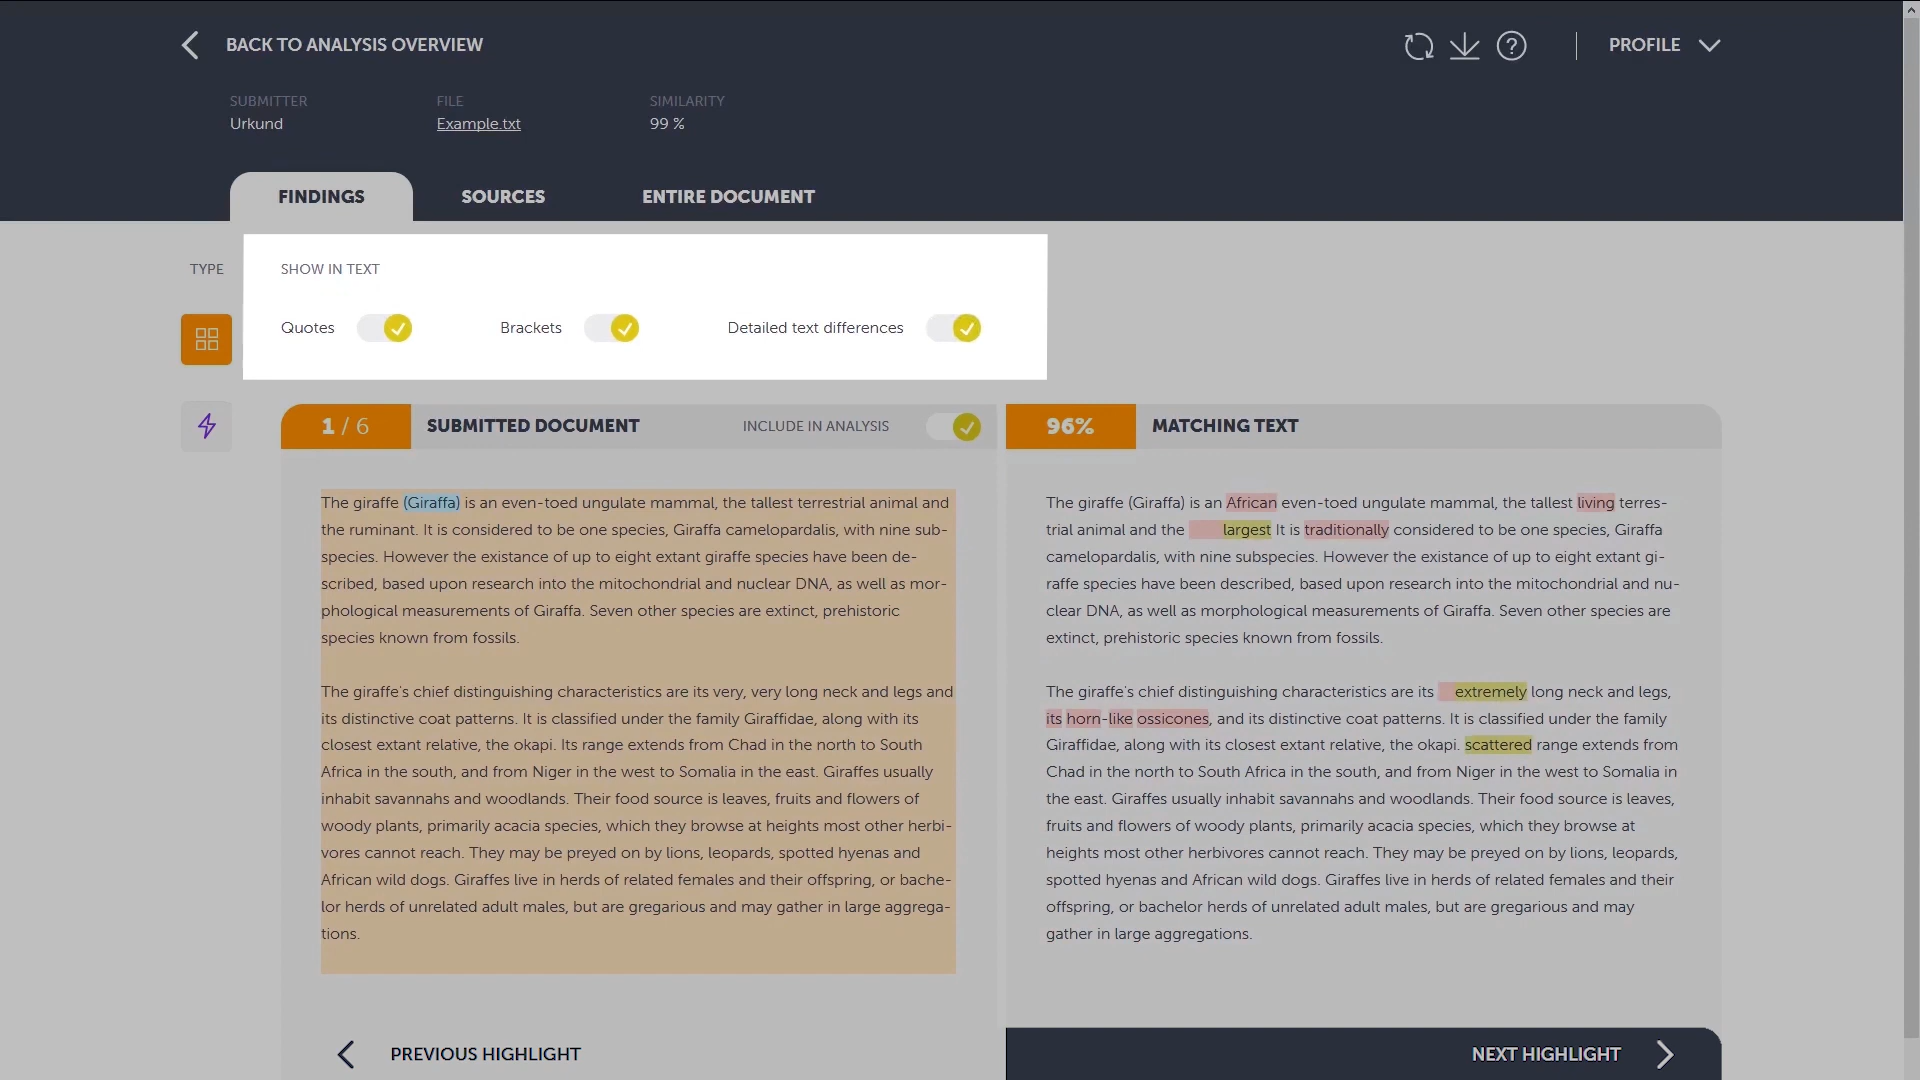 BACK TO ANALYSIS OVERVIEW
PROFILE
SUBMITTER
FILE
SIMILARITY
Urkund
Example.txt
99 %
FINDINGS
SOURCES
ENTIRE DOCUMENT
TYPE
SHOW IN TEXT
Quotes
Brackets
Detailed text differences
1 / 6
SUBMITTED DOCUMENT
INCLUDE IN ANALYSIS
The giraffe (Giraffa) is an even-toed ungulate mammal, the tallest terrestrial animal and
the ruminant. It is considered to be one species, Giraffa camelopardalis, with nine sub-
species. However the existance of up to eight extant giraffe species have been de-
scribed, based upon research into the mitochondrial and nuclear DNA, as well as mor-
phological measurements of Giraffa. Seven other species are extinct, prehistoric
species known from fossils.
The giraffe's chief distinguishing characteristics are its very, very long neck and legs and
its distinctive coat patterns. It is classified under the family Giraffidae, along with its
closest extant relative, the okapi. Its range extends from Chad in the north to South
Africa in the south, and from Niger in the west to Somalia in the east. Giraffes usually
inhabit savannahs and woodlands. Their food source is leaves, fruits and flowers of
woody plants, primarily acacia species, which they browse at heights most other herbi-
vores cannot reach. They may be preyed on by lions, leopards, spotted hyenas and
African wild dogs. Giraffes live in herds of related females and their offspring, or bache-
lor herds of unrelated adult males, but are gregarious and may gather in large aggrega-
tions.
96%
MATCHING TEXT
The giraffe (Giraffa) is an African even-toed ungulate mammal, the tallest living terres-
trial animal and the largest It is traditionally considered to be one species, Giraffa
camelopardalis, with nine subspecies. However the existance of up to eight extant gi-
raffe species have been described, based upon research into the mitochondrial and nu-
clear DNA, as well as morphological measurements of Giraffa. Seven other species are
extinct, prehistoric species known from fossils.
The giraffe's chief distinguishing characteristics are its extremely long neck and legs,
its horn-like ossicones, and its distinctive coat patterns. It is classified under the family
Giraffidae, along with its closest extant relative, the okapi. scattered range extends from
Chad in the north to South Africa in the south, and from Niger in the west to Somalia in
the east. Giraffes usually inhabit savannahs and woodlands. Their food source is leaves,
fruits and flowers of woody plants, primarily acacia species, which they browse at
heights most other herbivores cannot reach. They may be preyed on by lions, leopards,
spotted hyenas and African wild dogs. Giraffes live in herds of related females and their
offspring, or bachelor herds of unrelated adult males, but are gregarious and may
gather in large aggregations.
PREVIOUS HIGHLIGHT
NEXT HIGHLIGHT